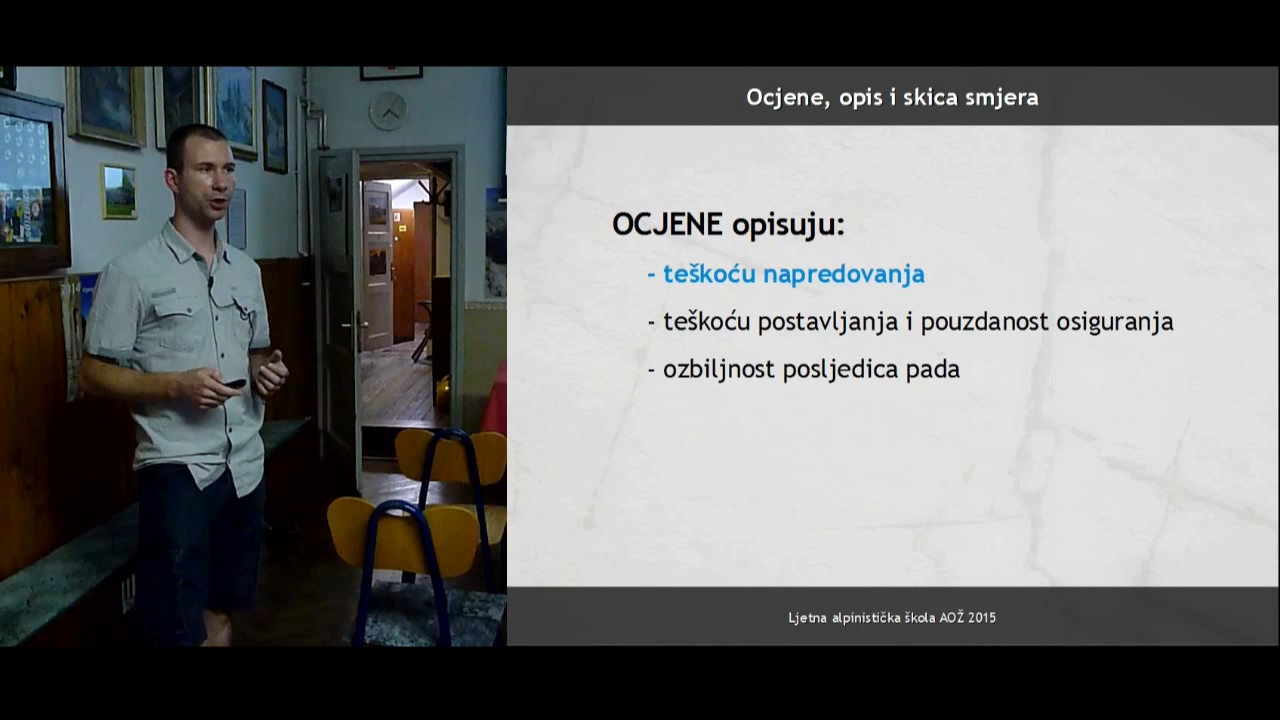 Ocjene, opis i skica smjera
OCJENE opisuju:
- teškoću napredovanja
- teškoću postavljanja i pouzdanost osiguranja
- ozbiljnost posljedica pada
Ljetna alpinistička škola AOŽ 2015